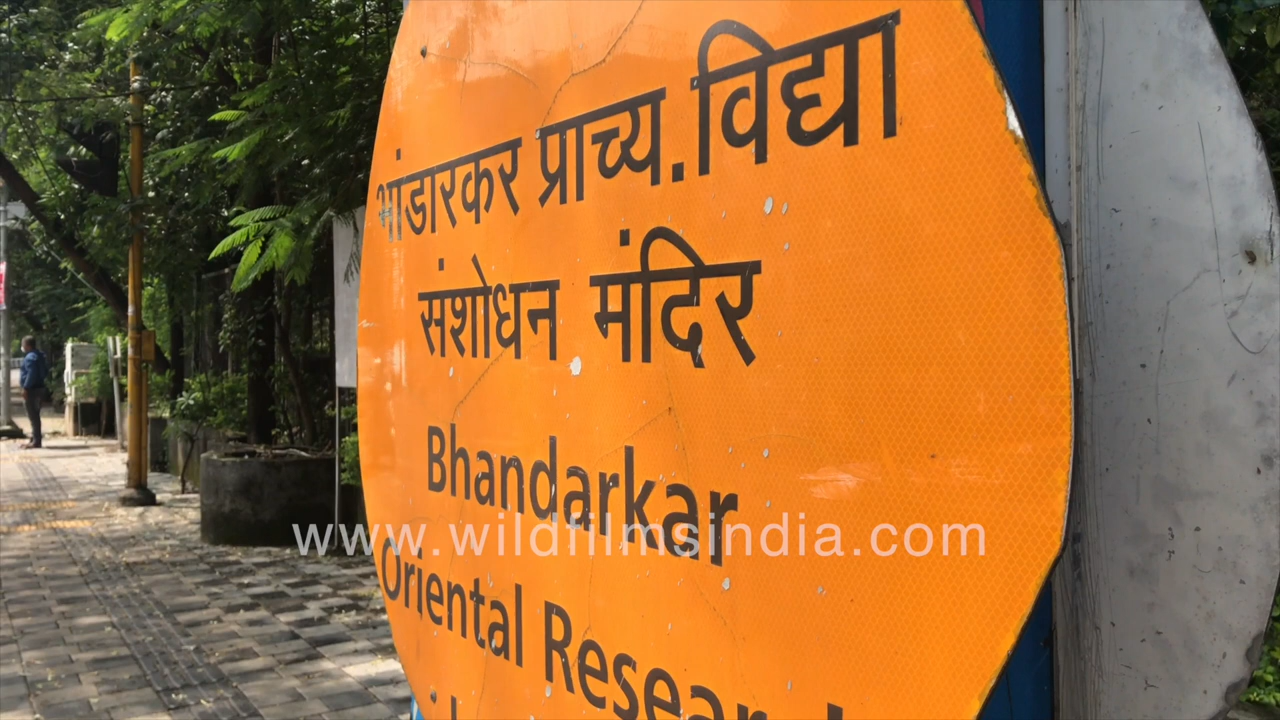 भांडारकर प्राच्य.विद्या
संशोधन मंदिर
Bhandarkar
www.wildfilmsindia.com
Oriental Research